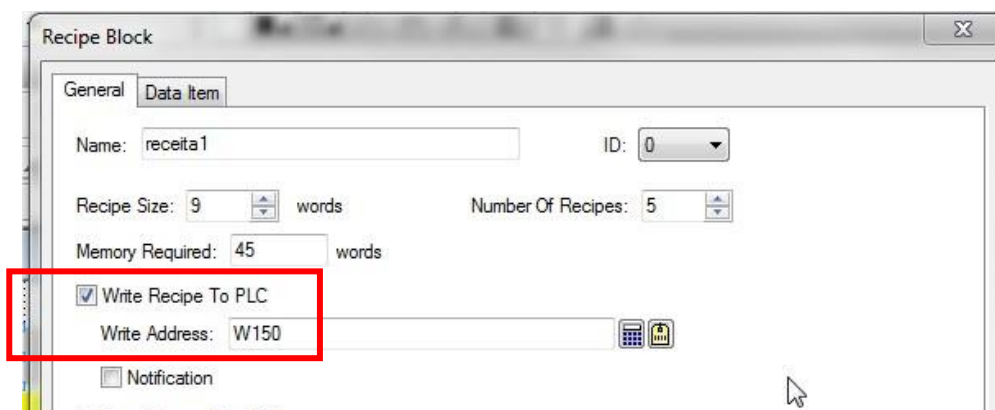 Recipe Block
General Data Item
Name: receita1 ID: 0
Recipe Size: 9 words Number Of Recipes: 5
Memory Required: 45 words
Write Recipe To PLC
Write Address: W150
Notification